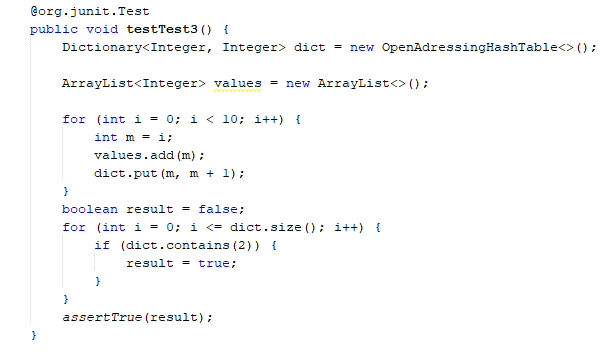 @org.junit.Test
public void testTest3() {
    Dictionary<Integer, Integer> dict = new OpenAdressingHashTable<>();

    ArrayList<Integer> values = new ArrayList<>();

    for (int i = 0; i < 10; i++) {
        int m = i;
        values.add(m);
        dict.put(m, m + 1);
    }
    boolean result = false;
    for (int i = 0; i <= dict.size(); i++) {
        if (dict.contains(2)) {
            result = true;
        }
    }
    assertTrue(result);
}